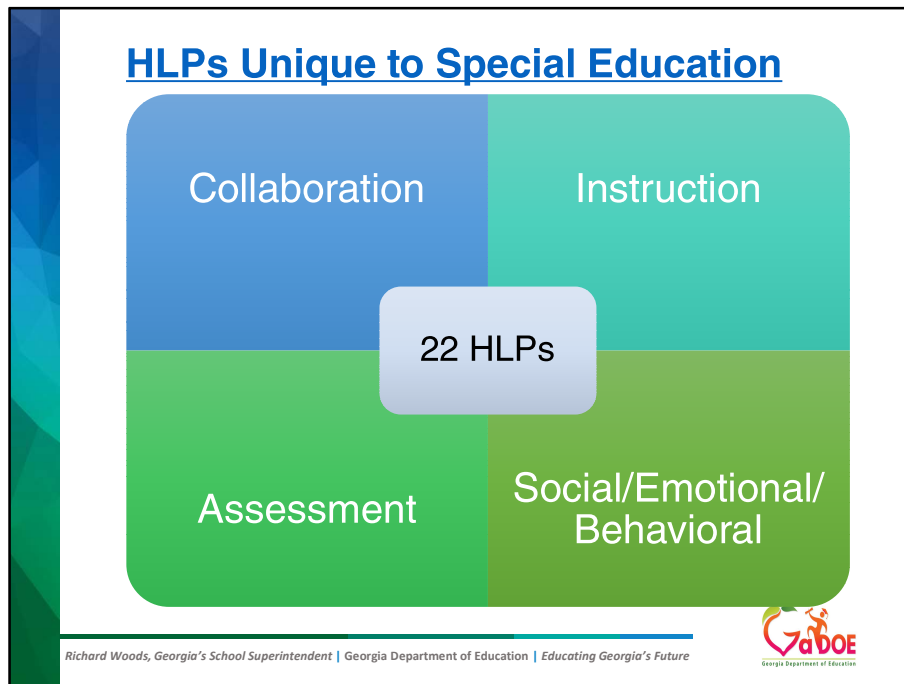 HLPs Unique to Special Education
Collaboration
Instruction
22 HLPs
Assessment
Social/Emotional/
Behavioral
Richard Woods, Georgia's School Superintendent | Georgia Department of Education | Educating Georgia's Future
GaDOE
Georgia Department of Education